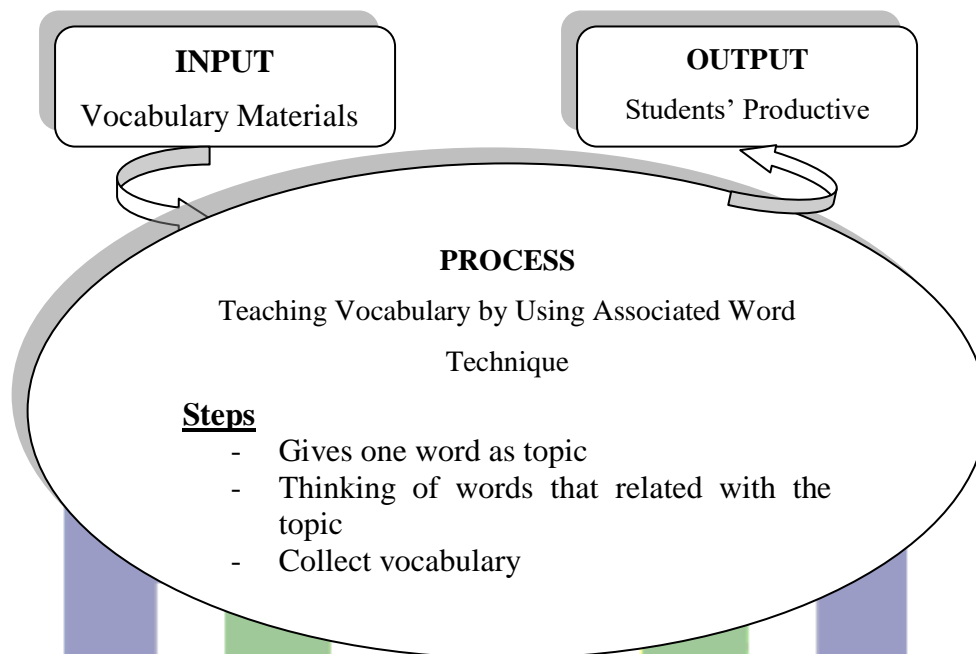 INPUT
Vocabulary Materials
OUTPUT
Students’ Productive
PROCESS
Teaching Vocabulary by Using Associated Word
Technique
Steps
- Gives one word as topic
- Thinking of words that related with the
topic
- Collect vocabulary